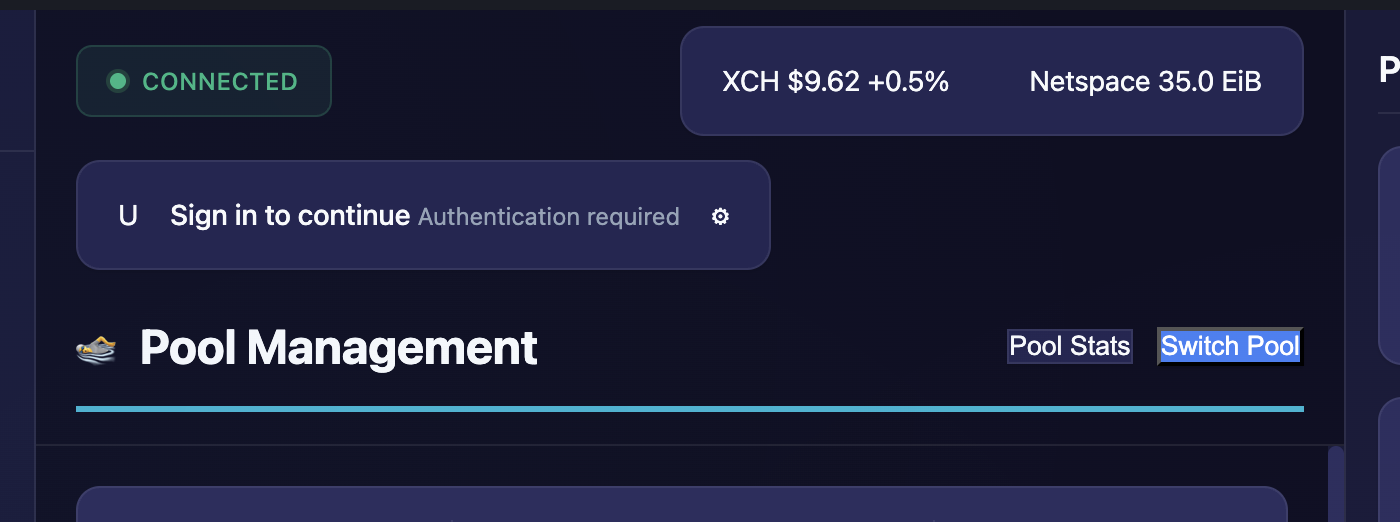 CONNECTED
XCH $9.62 +0.5% Netspace 35.0 EiB
P
U Sign in to continue Authentication required
Pool Management
Pool Stats Switch Pool